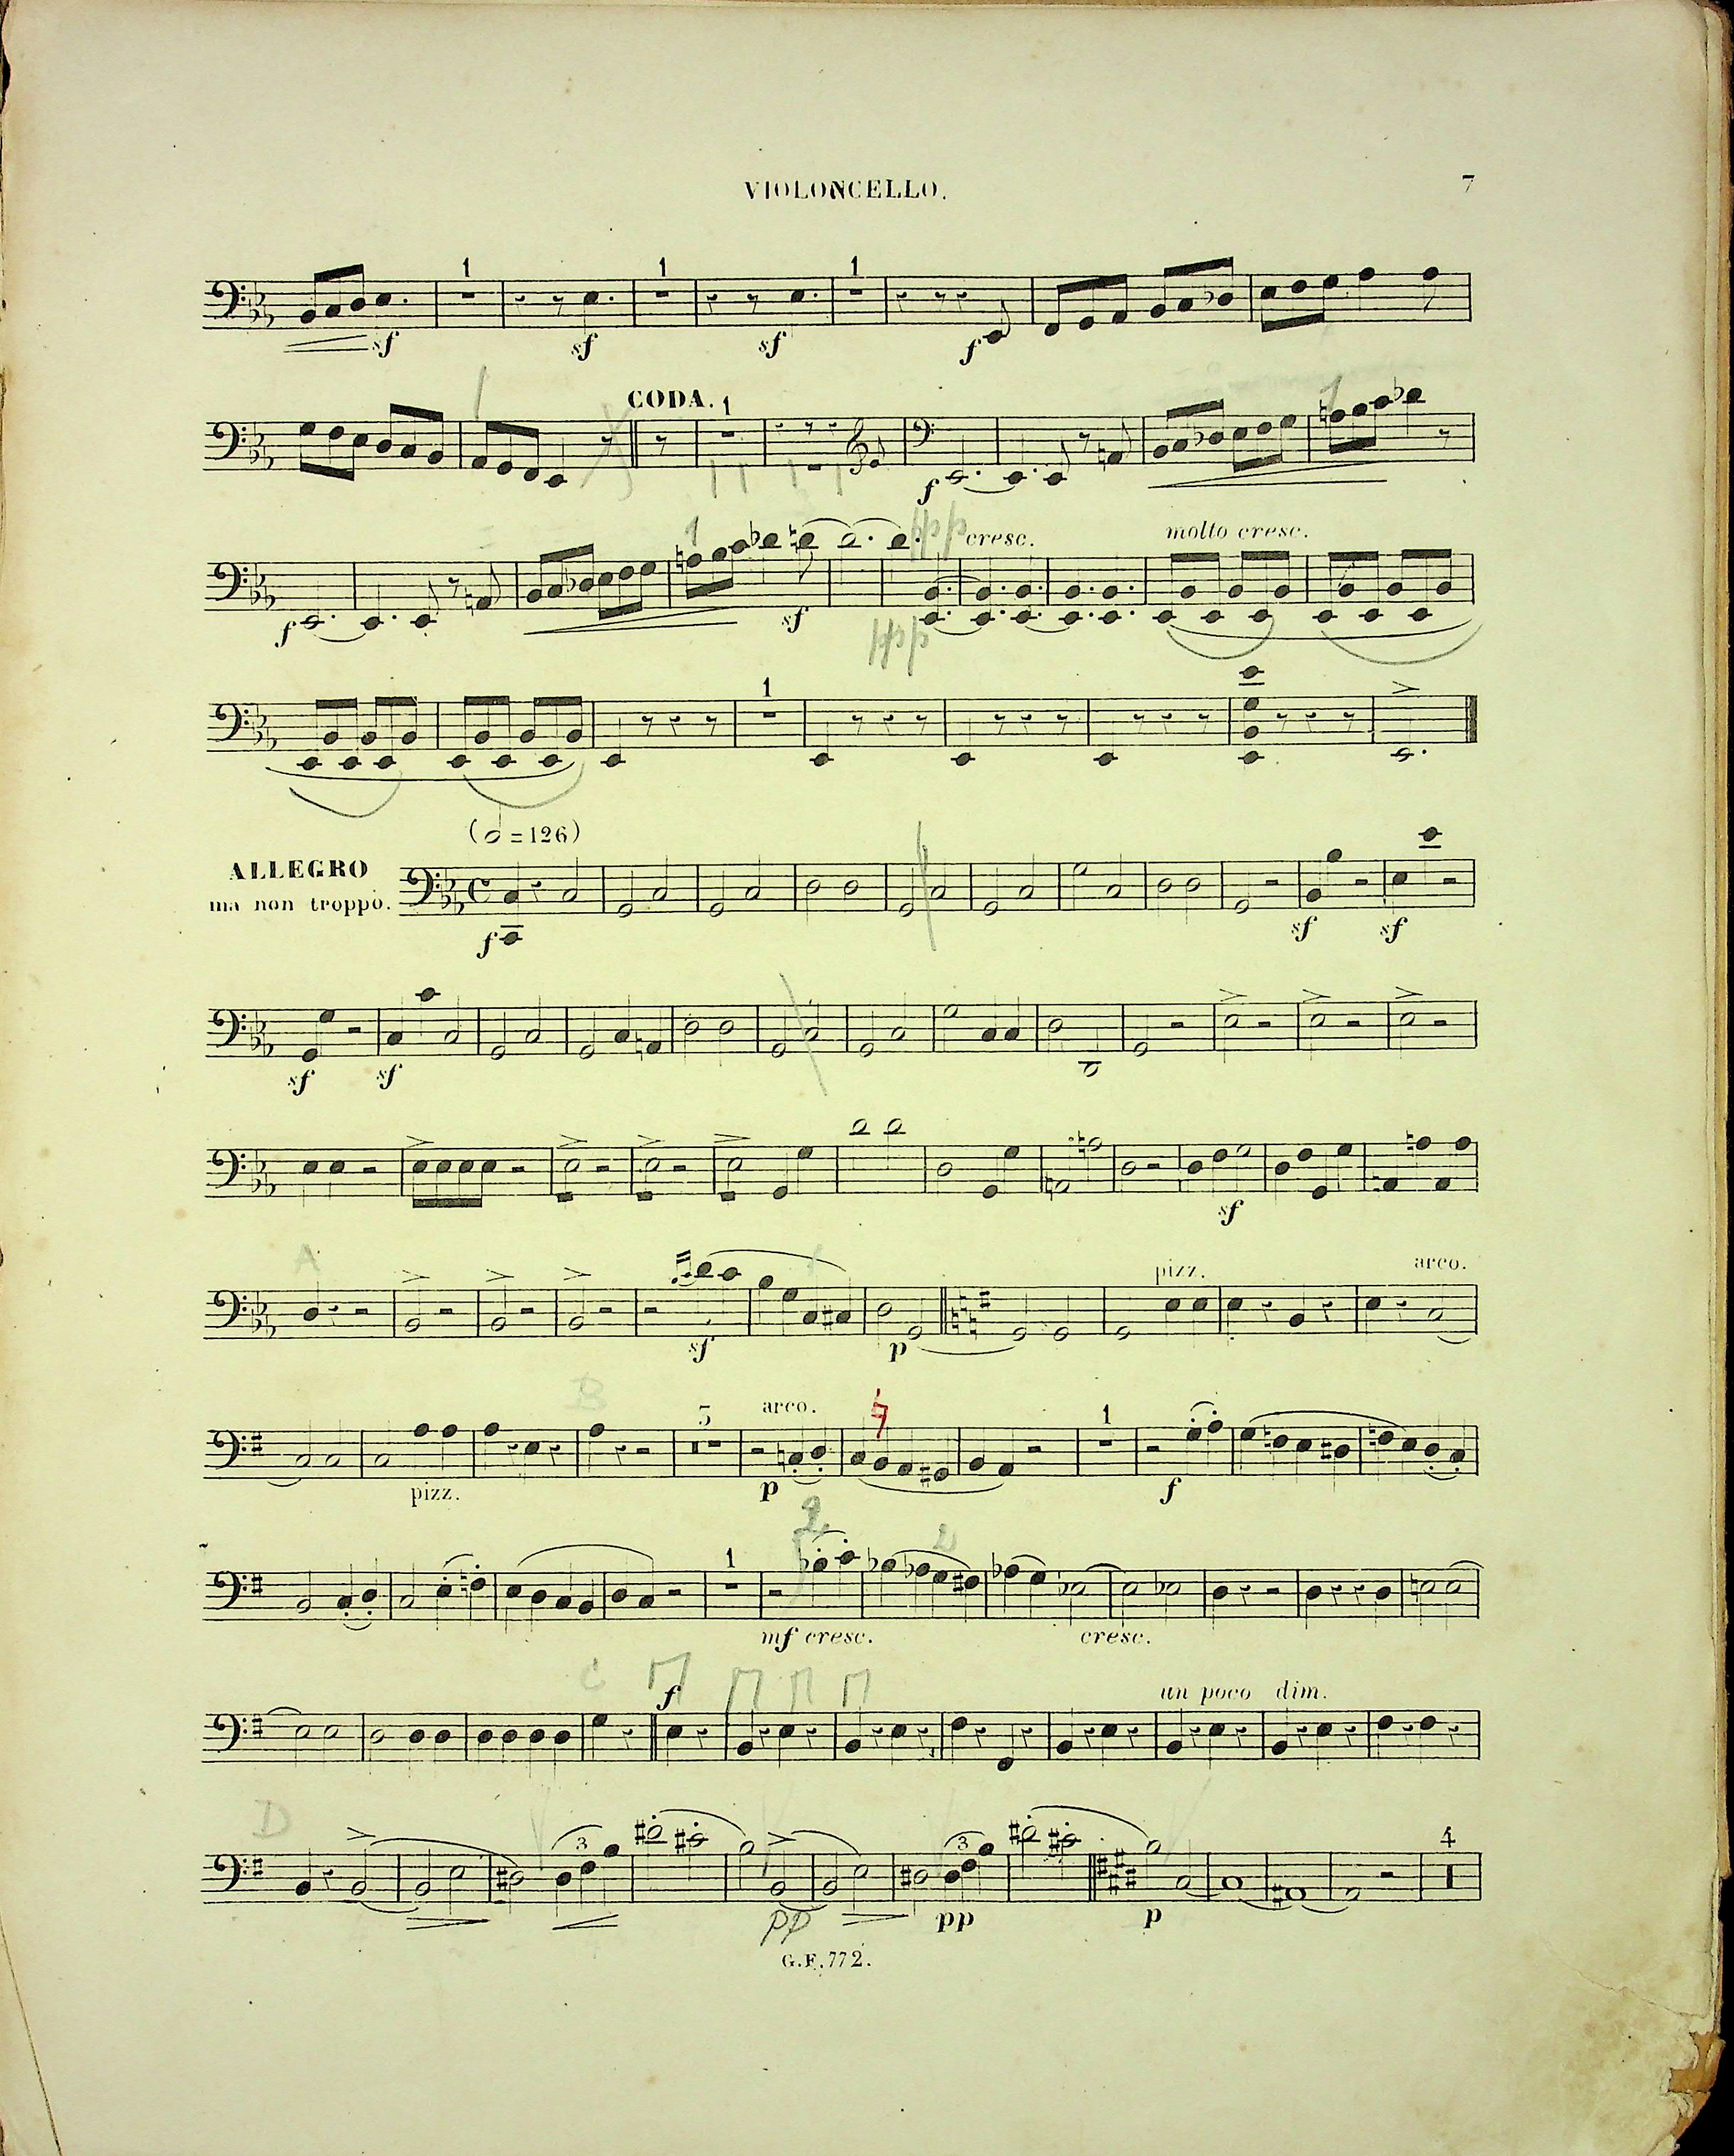 VIOLONCELLO. 7
1 1 1
sf sf sf f
CODA. 1
f
1 ppp cresc. molto cresc.
f sf
ppp
1
(𝅗𝅥 = 126)
ALLEGRO
ma non troppo.
f sf sf
sf sf
sf
A pizz. arco.
sf p
B 3 arco. 1
pizz. p f
2 1 2
mf cresc. cresc.
C f un poco dim.
D 3 3 4
pp pp p
G.F. 772.